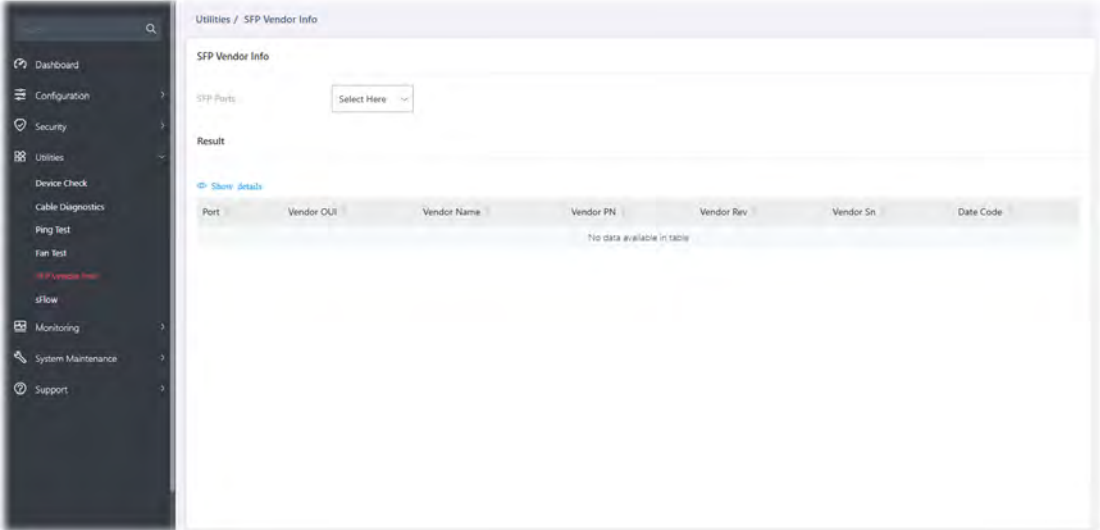 Utilities / SFP Vendor Info
Dashboard
Configuration
Security
Utilities
Device Check
Cable Diagnostics
Ping Test
Fan Test
SFP Vendor Info
sFlow
Monitoring
System Maintenance
Support
SFP Vendor Info
SFP Ports
Select Here
Result
Show details
Port Vendor OUI Vendor Name Vendor PN Vendor Rev Vendor Sn Date Code
No data available in table